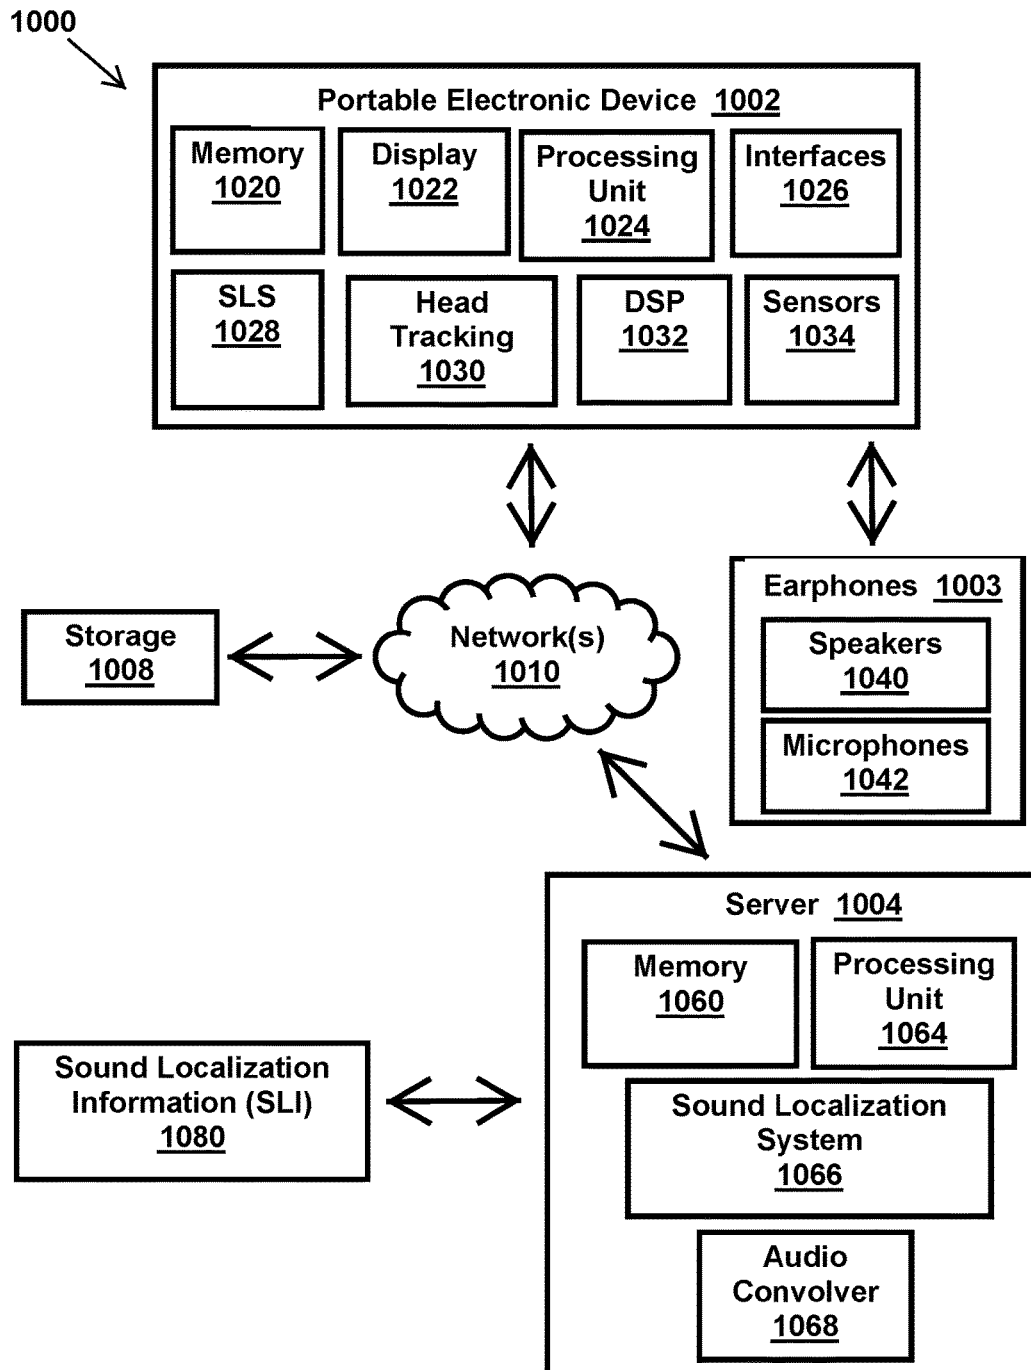 1000
Portable Electronic Device 1002
Memory
1020
Display
1022
Processing
Unit
1024
Interfaces
1026
SLS
1028
Head
Tracking
1030
DSP
1032
Sensors
1034
Earphones 1003
Speakers
1040
Microphones
1042
Storage
1008
Network(s)
1010
Server 1004
Memory
1060
Processing
Unit
1064
Sound Localization
System
1066
Audio
Convolver
1068
Sound Localization
Information (SLI)
1080